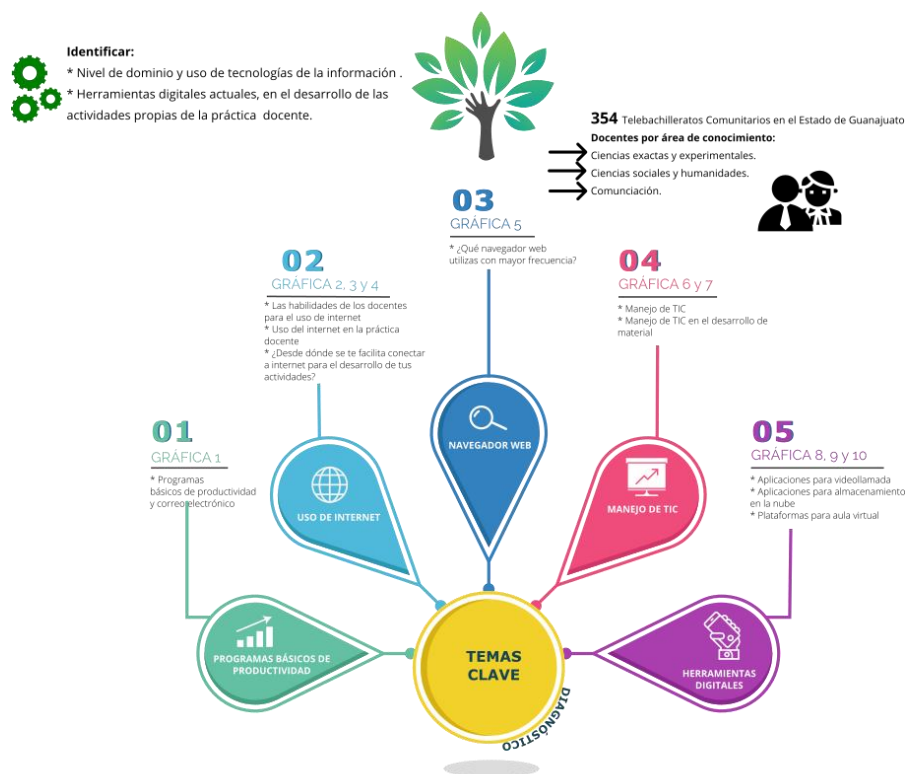 Identificar:
* Nivel de dominio y uso de tecnologías de la información .
* Herramientas digitales actuales, en el desarrollo de las
actividades propias de la práctica docente.
354 Telebachilleratos Comunitarios en el Estado de Guanajuato
Docentes por área de conocimiento:
Ciencias exactas y experimentales.
Ciencias sociales y humanidades.
Comunciación.
03
GRÁFICA 5
* ¿Qué navegador web
utilizas con mayor frecuencia?
02
GRÁFICA 2, 3 y 4
* Las habilidades de los docentes
para el uso de internet
* Uso del internet en la práctica
docente
* ¿Desde dónde se te facilita conectar
a internet para el desarrollo de tus
actividades?
04
GRÁFICA 6 y 7
* Manejo de TIC
* Manejo de TIC en el desarrollo de
material
01
GRÁFICA 1
* Programas
básicos de productividad
y correo electrónico
05
GRÁFICA 8, 9 y 10
* Aplicaciones para videollamada
* Aplicaciones para almacenamiento
en la nube
* Plataformas para aula virtual
NAVEGADOR WEB
USO DE INTERNET
MANEJO DE TIC
PROGRAMAS BÁSICOS DE
PRODUCTIVIDAD
TEMAS
CLAVE
HERRAMIENTAS
DIGITALES
DIAGNÓSTICO